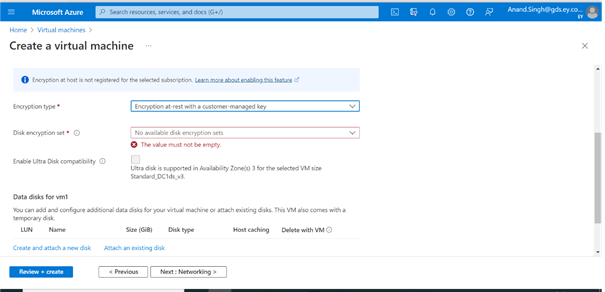 Microsoft Azure
Search resources, services, and docs (G+/)
Anand.Singh@gds.ey.co...
EY
Home > Virtual machines >
Create a virtual machine ...
Encryption at host is not registered for the selected subscription. Learn more about enabling this feature
Encryption type *
Encryption at-rest with a customer-managed key
Disk encryption set *
No available disk encryption sets
The value must not be empty.
Enable Ultra Disk compatibility
Ultra disk is supported in Availability Zone(s) 3 for the selected VM size
Standard_DC1ds_v3.
Data disks for vm1
You can add and configure additional data disks for your virtual machine or attach existing disks. This VM also comes with a
temporary disk.
LUN Name Size (GiB) Disk type Host caching Delete with VM
Create and attach a new disk Attach an existing disk
Review + create < Previous Next : Networking >